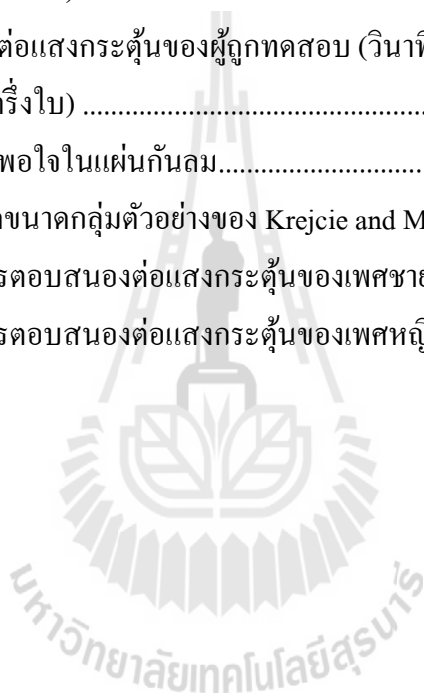 ต่อแสงกระตุ้นของผู้ถูกทดสอบ (วินาที
รึ่งใบ) ..........................................
พอใจในแผ่นกันลม............................
ขนาดกลุ่มตัวอย่างของ Krejcie and M
รตอบสนองต่อแสงกระตุ้นของเพศชาย
รตอบสนองต่อแสงกระตุ้นของเพศหญิ
มหาวิทยาลัยเทคโนโลยีสุรนารี